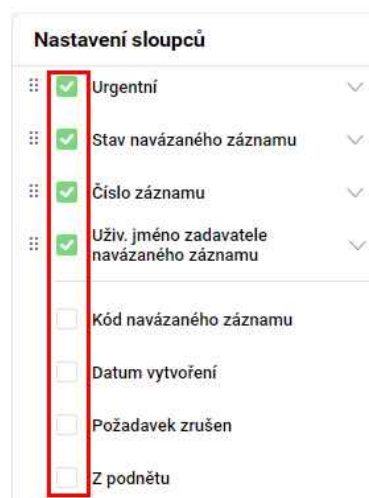 Nastavení sloupců
Urgentní
Stav navázaného záznamu
Číslo záznamu
Uživ. jméno zadavatele
navázaného záznamu
Kód navázaného záznamu
Datum vytvoření
Požadavek zrušen
Z podnětu